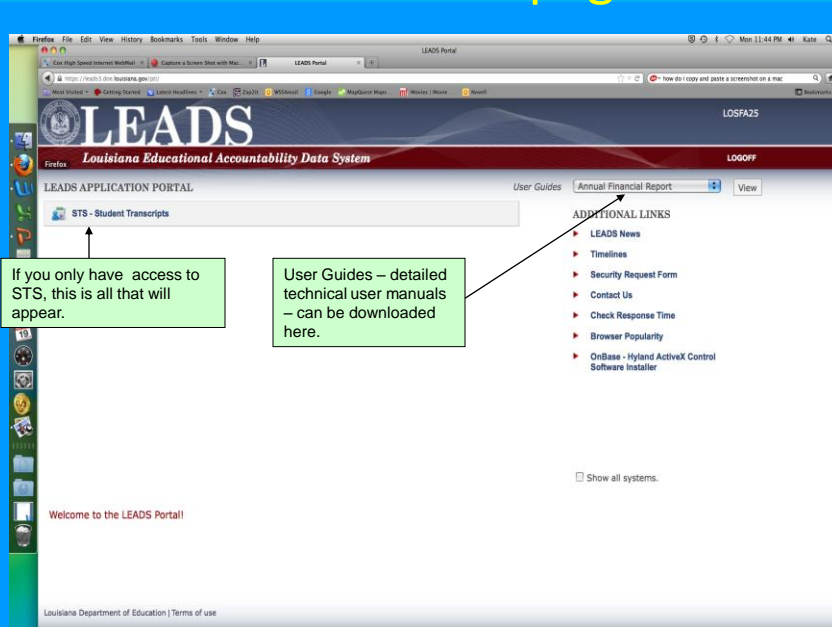 Firefox File Edit View History Bookmarks Tools Window Help
Mon 11:44 PM Kate
LEADS Portal
Cox High Speed Internet WebMail
Capture a Screen Shot with Mac...
LEADS Portal
https://leads3.doe.louisiana.gov/ptl/
how do i copy and paste a screenshot on a mac
Most Visited Getting Started Latest Headlines Cox Zap2it WSSAmail Google MapQuest Maps... Movies | Movie... Novell
Bookmarks
LEADS
LOSFA25
Louisiana Educational Accountability Data System
LOGOFF
Firefox
LEADS APPLICATION PORTAL
User Guides
Annual Financial Report
View
STS - Student Transcripts
ADDITIONAL LINKS
LEADS News
Timelines
Security Request Form
Contact Us
Check Response Time
Browser Popularity
OnBase - Hyland ActiveX Control
Software Installer
If you only have access to
STS, this is all that will
appear.
User Guides – detailed
technical user manuals
– can be downloaded
here.
19
Show all systems.
Welcome to the LEADS Portal!
Louisiana Department of Education | Terms of use